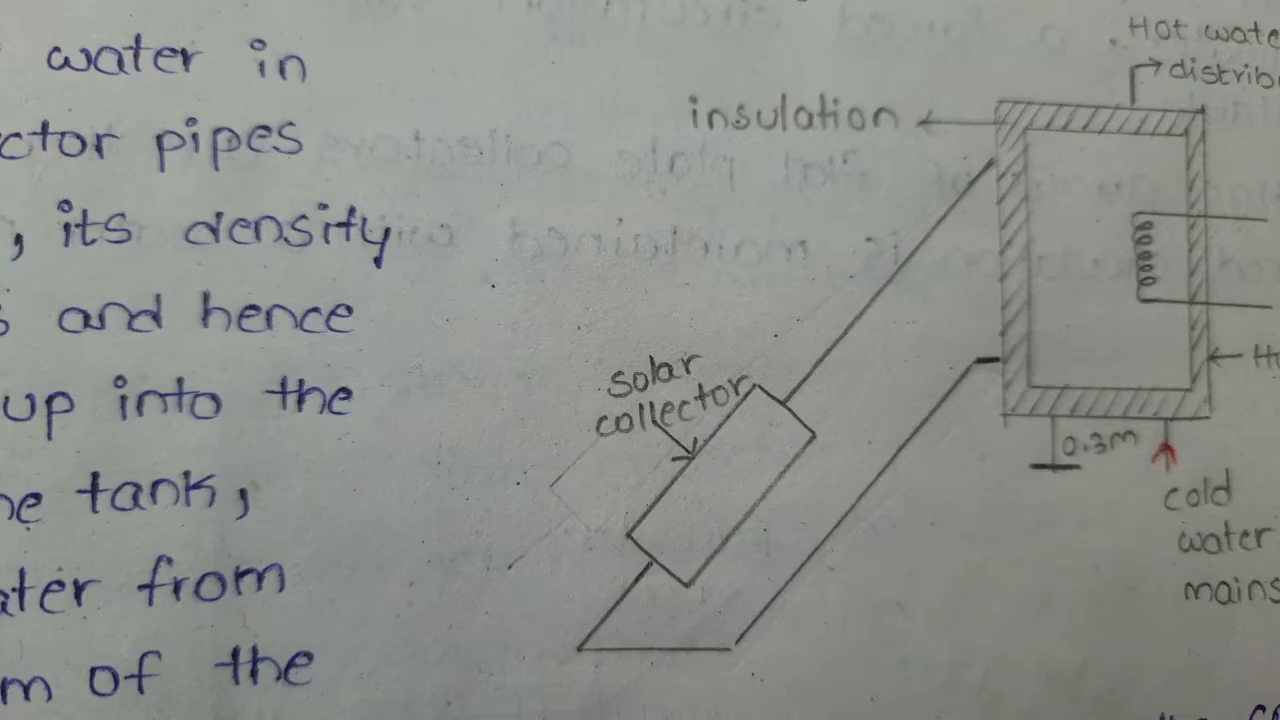 water in
ctor pipes
, its density
s and hence
up into the
he tank,
ater from
m of the
Hot wate
distrib
insulation
solar
collector
H
0.3m
cold
water
mains